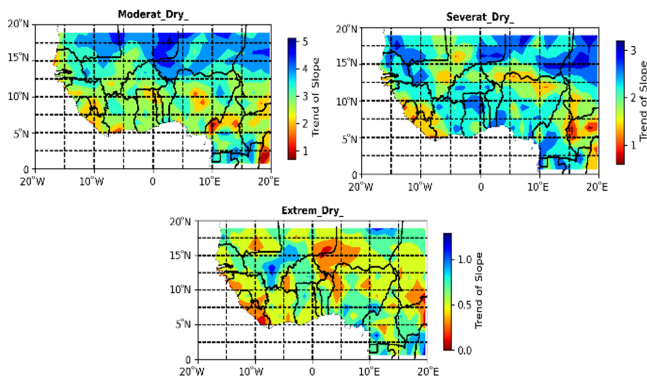 Moderat_Dry_
20°N
15°N
10°N
5°N
0
20°W
10°W
0
10°E
20°E
5
4
3
2
1
Trend of Slope
Severat_Dry_
20°N
15°N
10°N
5°N
0
20°W
10°W
0
10°E
20°E
3
2
1
Trend of Slope
Extrem_Dry_
20°N
15°N
10°N
5°N
0
20°W
10°W
0
10°E
20°E
1.0
0.5
0.0
Trend of Slope